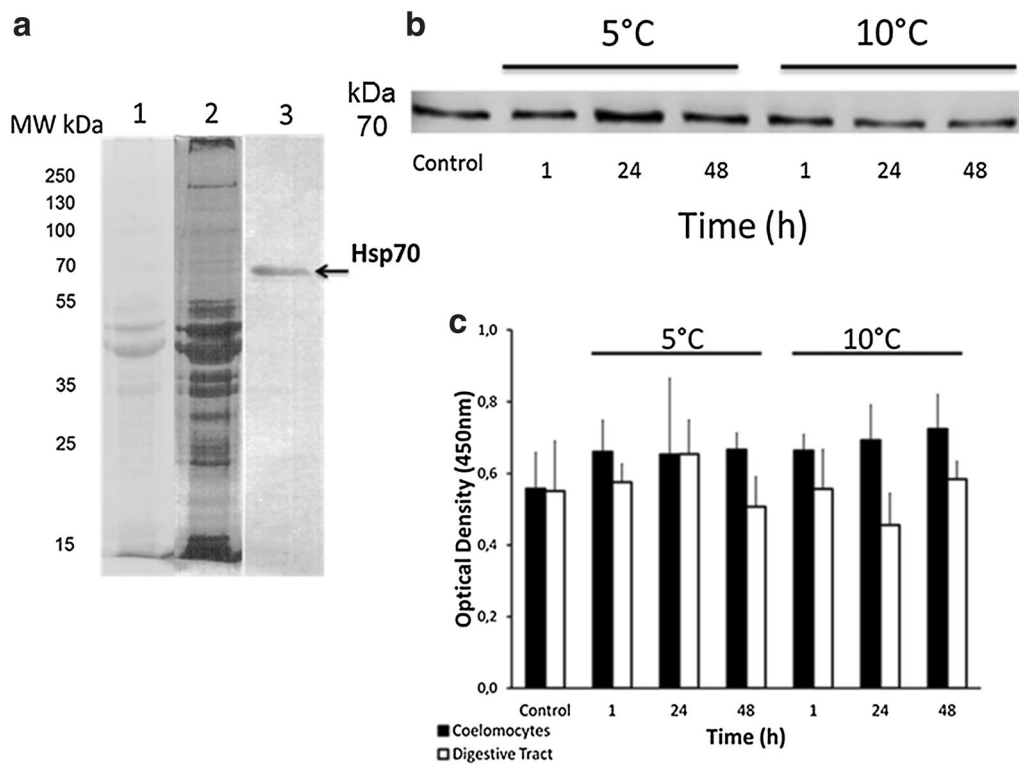 a
1 2 3
MW kDa
250
130
100
70
55
35
25
15
Hsp70
b
5°C 10°C
kDa
70
Control 1 24 48 1 24 48
Time (h)
c
5°C 10°C
Optical Density (450nm)
1,0
0,8
0,6
0,4
0,2
0,0
Control 1 24 48 1 24 48
Time (h)
Coelomocytes
Digestive Tract